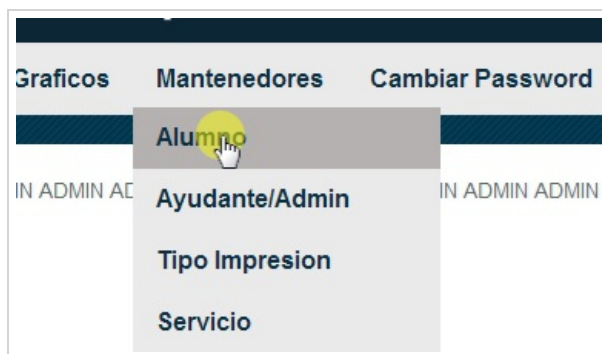 Graficos Mantenedores Cambiar Password
Alumno
IN ADMIN AD IN ADMIN ADMIN
Ayudante/Admin
Tipo Impresion
Servicio